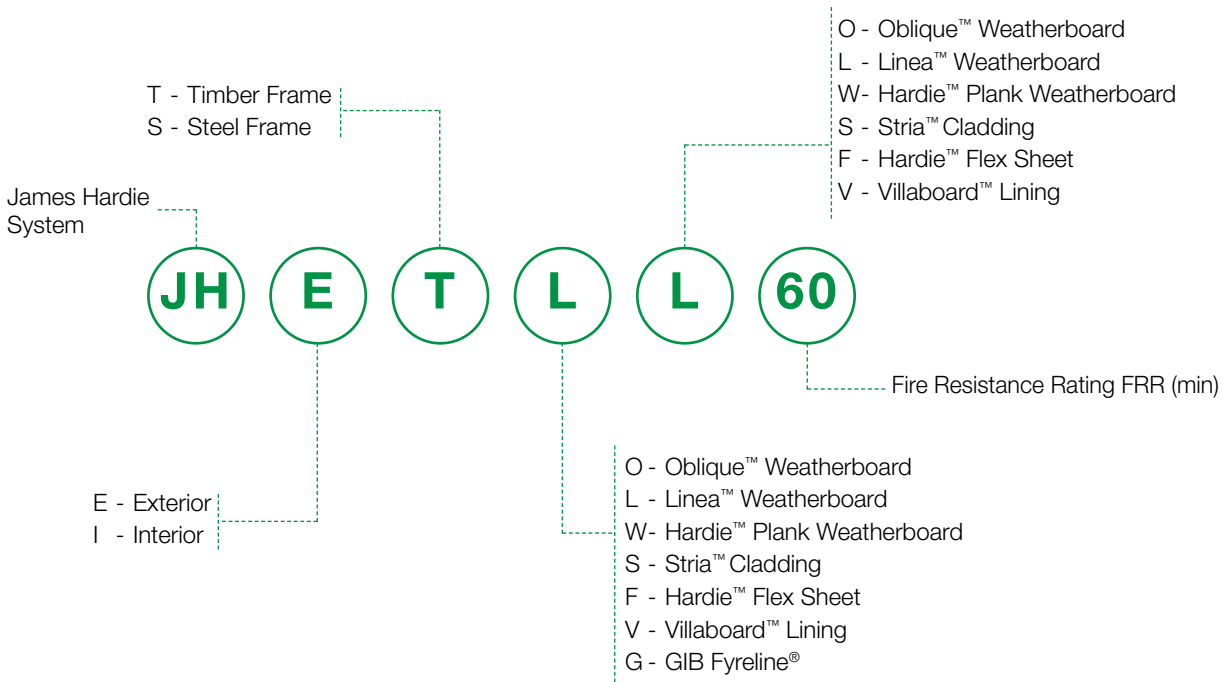 O - Oblique™ Weatherboard
L - Linea™ Weatherboard
W- Hardie™ Plank Weatherboard
S - Stria™ Cladding
F - Hardie™ Flex Sheet
V - Villaboard™ Lining
T - Timber Frame
S - Steel Frame
James Hardie
System
JH E T L L 60
Fire Resistance Rating FRR (min)
E - Exterior
I - Interior
O - Oblique™ Weatherboard
L - Linea™ Weatherboard
W- Hardie™ Plank Weatherboard
S - Stria™ Cladding
F - Hardie™ Flex Sheet
V - Villaboard™ Lining
G - GIB Fyreline®